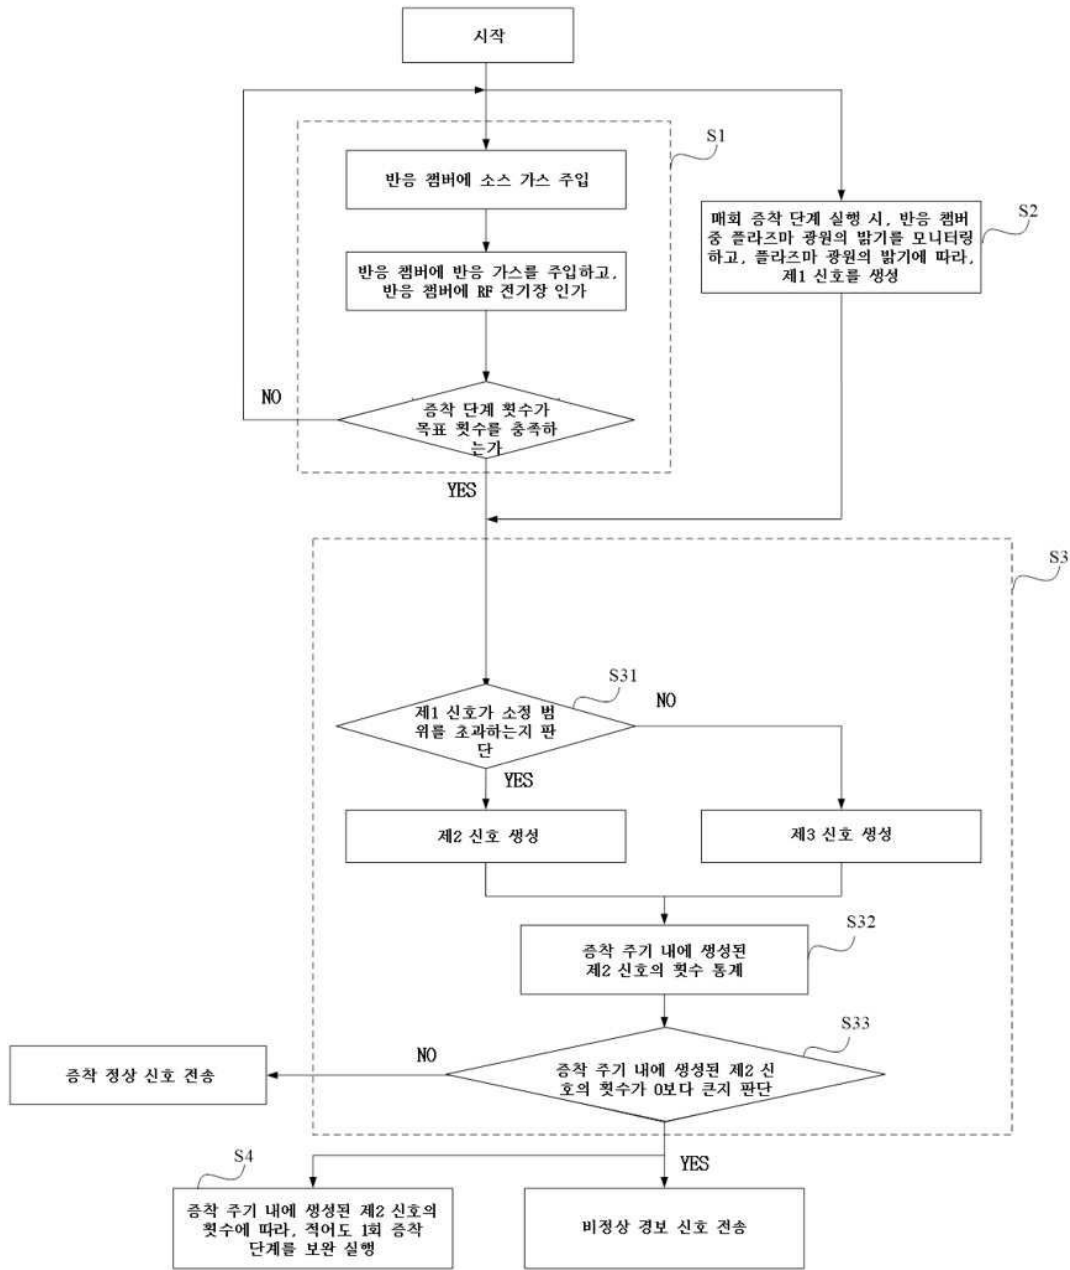 시작
S1
반응 챔버에 소스 가스 주입
S2
매회 증착 단계 실행 시, 반응 챔버
중 플라즈마 광원의 밝기를 모니터링
하고, 플라즈마 광원의 밝기에 따라,
제1 신호를 생성
반응 챔버에 반응 가스를 주입하고,
반응 챔버에 RF 전기장 인가
NO
증착 단계 횟수가
목표 횟수를 충족하
는가
YES
S3
S31
제1 신호가 소정 범
위를 초과하는지 판
단
NO
YES
제2 신호 생성
제3 신호 생성
S32
증착 주기 내에 생성된
제2 신호의 횟수 통계
S33
증착 주기 내에 생성된 제2 신
호의 횟수가 0보다 큰지 판단
NO
증착 정상 신호 전송
S4
YES
증착 주기 내에 생성된 제2 신호의
횟수에 따라, 적어도 1회 증착
단계를 보완 실행
비정상 경보 신호 전송